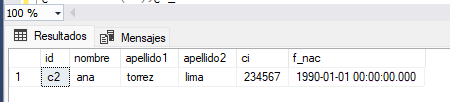 100 %
Resultados Mensajes
id nombre apellido1 apellido2 ci f_nac
1 c2 ana torrez lima 234567 1990-01-01 00:00:00.000